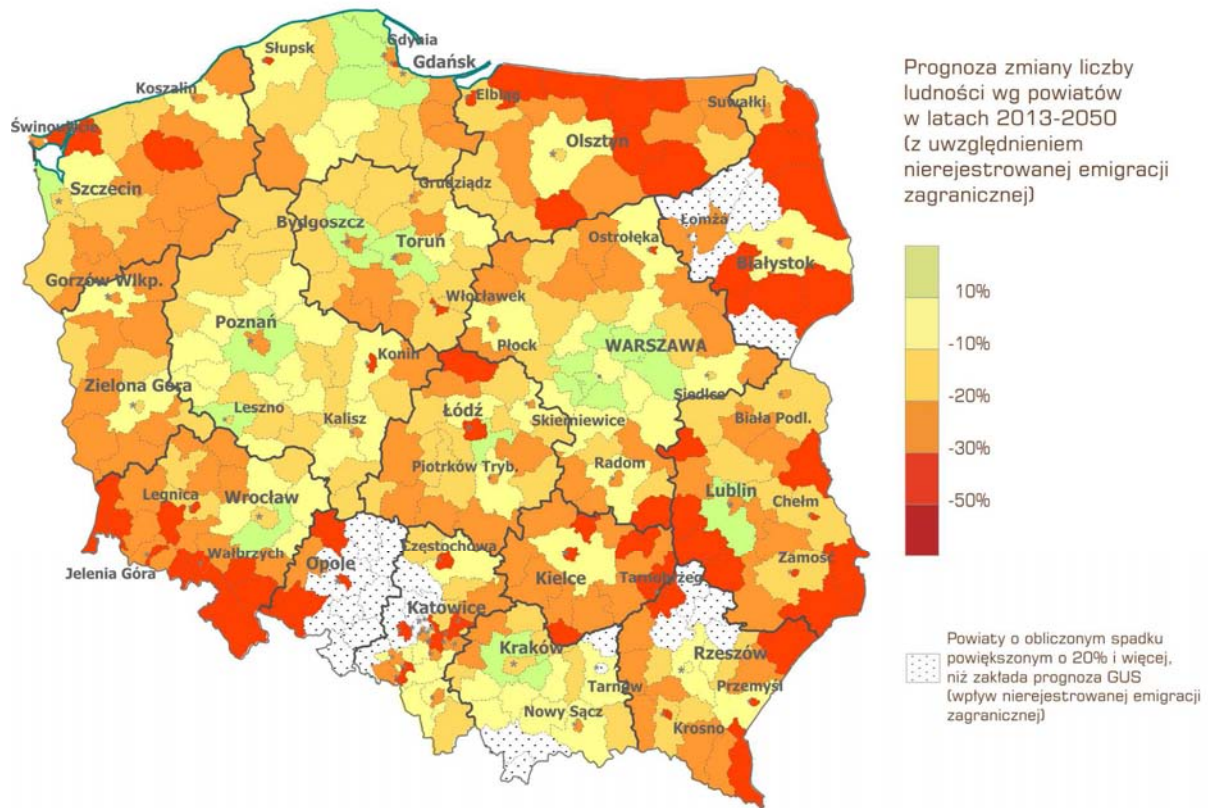 Gdynia
Słupsk
Gdańsk
Koszalin
Elbląg
Suwałki
Świnoujście
Olsztyn
Szczecin
Grudziądz
Łomża
Bydgoszcz
Ostrołęka
Toruń
Białystok
Gorzów Wlkp.
Włocławek
Poznań
Płock
WARSZAWA
Konin
Zielona Góra
Siedlce
Leszno
Łódź
Skierniewice
Biała Podl.
Kalisz
Piotrków Tryb.
Radom
Legnica
Wrocław
Lublin
Chełm
Wałbrzych
Częstochowa
Opole
Jelenia Góra
Kielce
Tarnobrzeg
Zamość
Katowice
Kraków
Rzeszów
Tarnów
Przemyśl
Nowy Sącz
Krosno
Prognoza zmiany liczby
ludności wg powiatów
w latach 2013-2050
(z uwzględnieniem
nierejestrowanej emigracji
zagranicznej)
10%
-10%
-20%
-30%
-50%
Powiaty o obliczonym spadku
powiększonym o 20% i więcej,
niż zakłada prognoza GUS
(wpływ nierejestrowanej emigracji
zagranicznej)